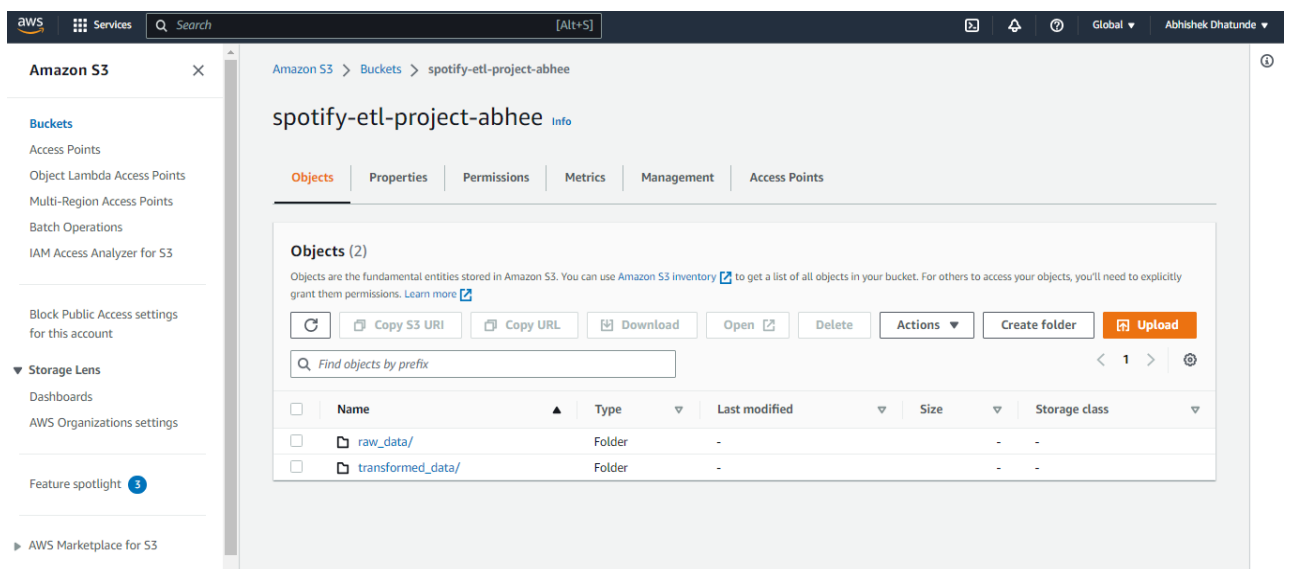 aws Services Search [Alt+S] Global Abhishek Dhatunde
Amazon S3
Buckets
Access Points
Object Lambda Access Points
Multi-Region Access Points
Batch Operations
IAM Access Analyzer for S3
Block Public Access settings
for this account
Storage Lens
Dashboards
AWS Organizations settings
Feature spotlight 3
AWS Marketplace for S3
Amazon S3 > Buckets > spotify-etl-project-abhee
spotify-etl-project-abhee Info
Objects Properties Permissions Metrics Management Access Points
Objects (2)
Objects are the fundamental entities stored in Amazon S3. You can use Amazon S3 inventory to get a list of all objects in your bucket. For others to access your objects, you'll need to explicitly
grant them permissions. Learn more
Copy S3 URI Copy URL Download Open Delete Actions Create folder Upload
Find objects by prefix < 1 >
Name Type Last modified Size Storage class
raw_data/ Folder - - -
transformed_data/ Folder - - -